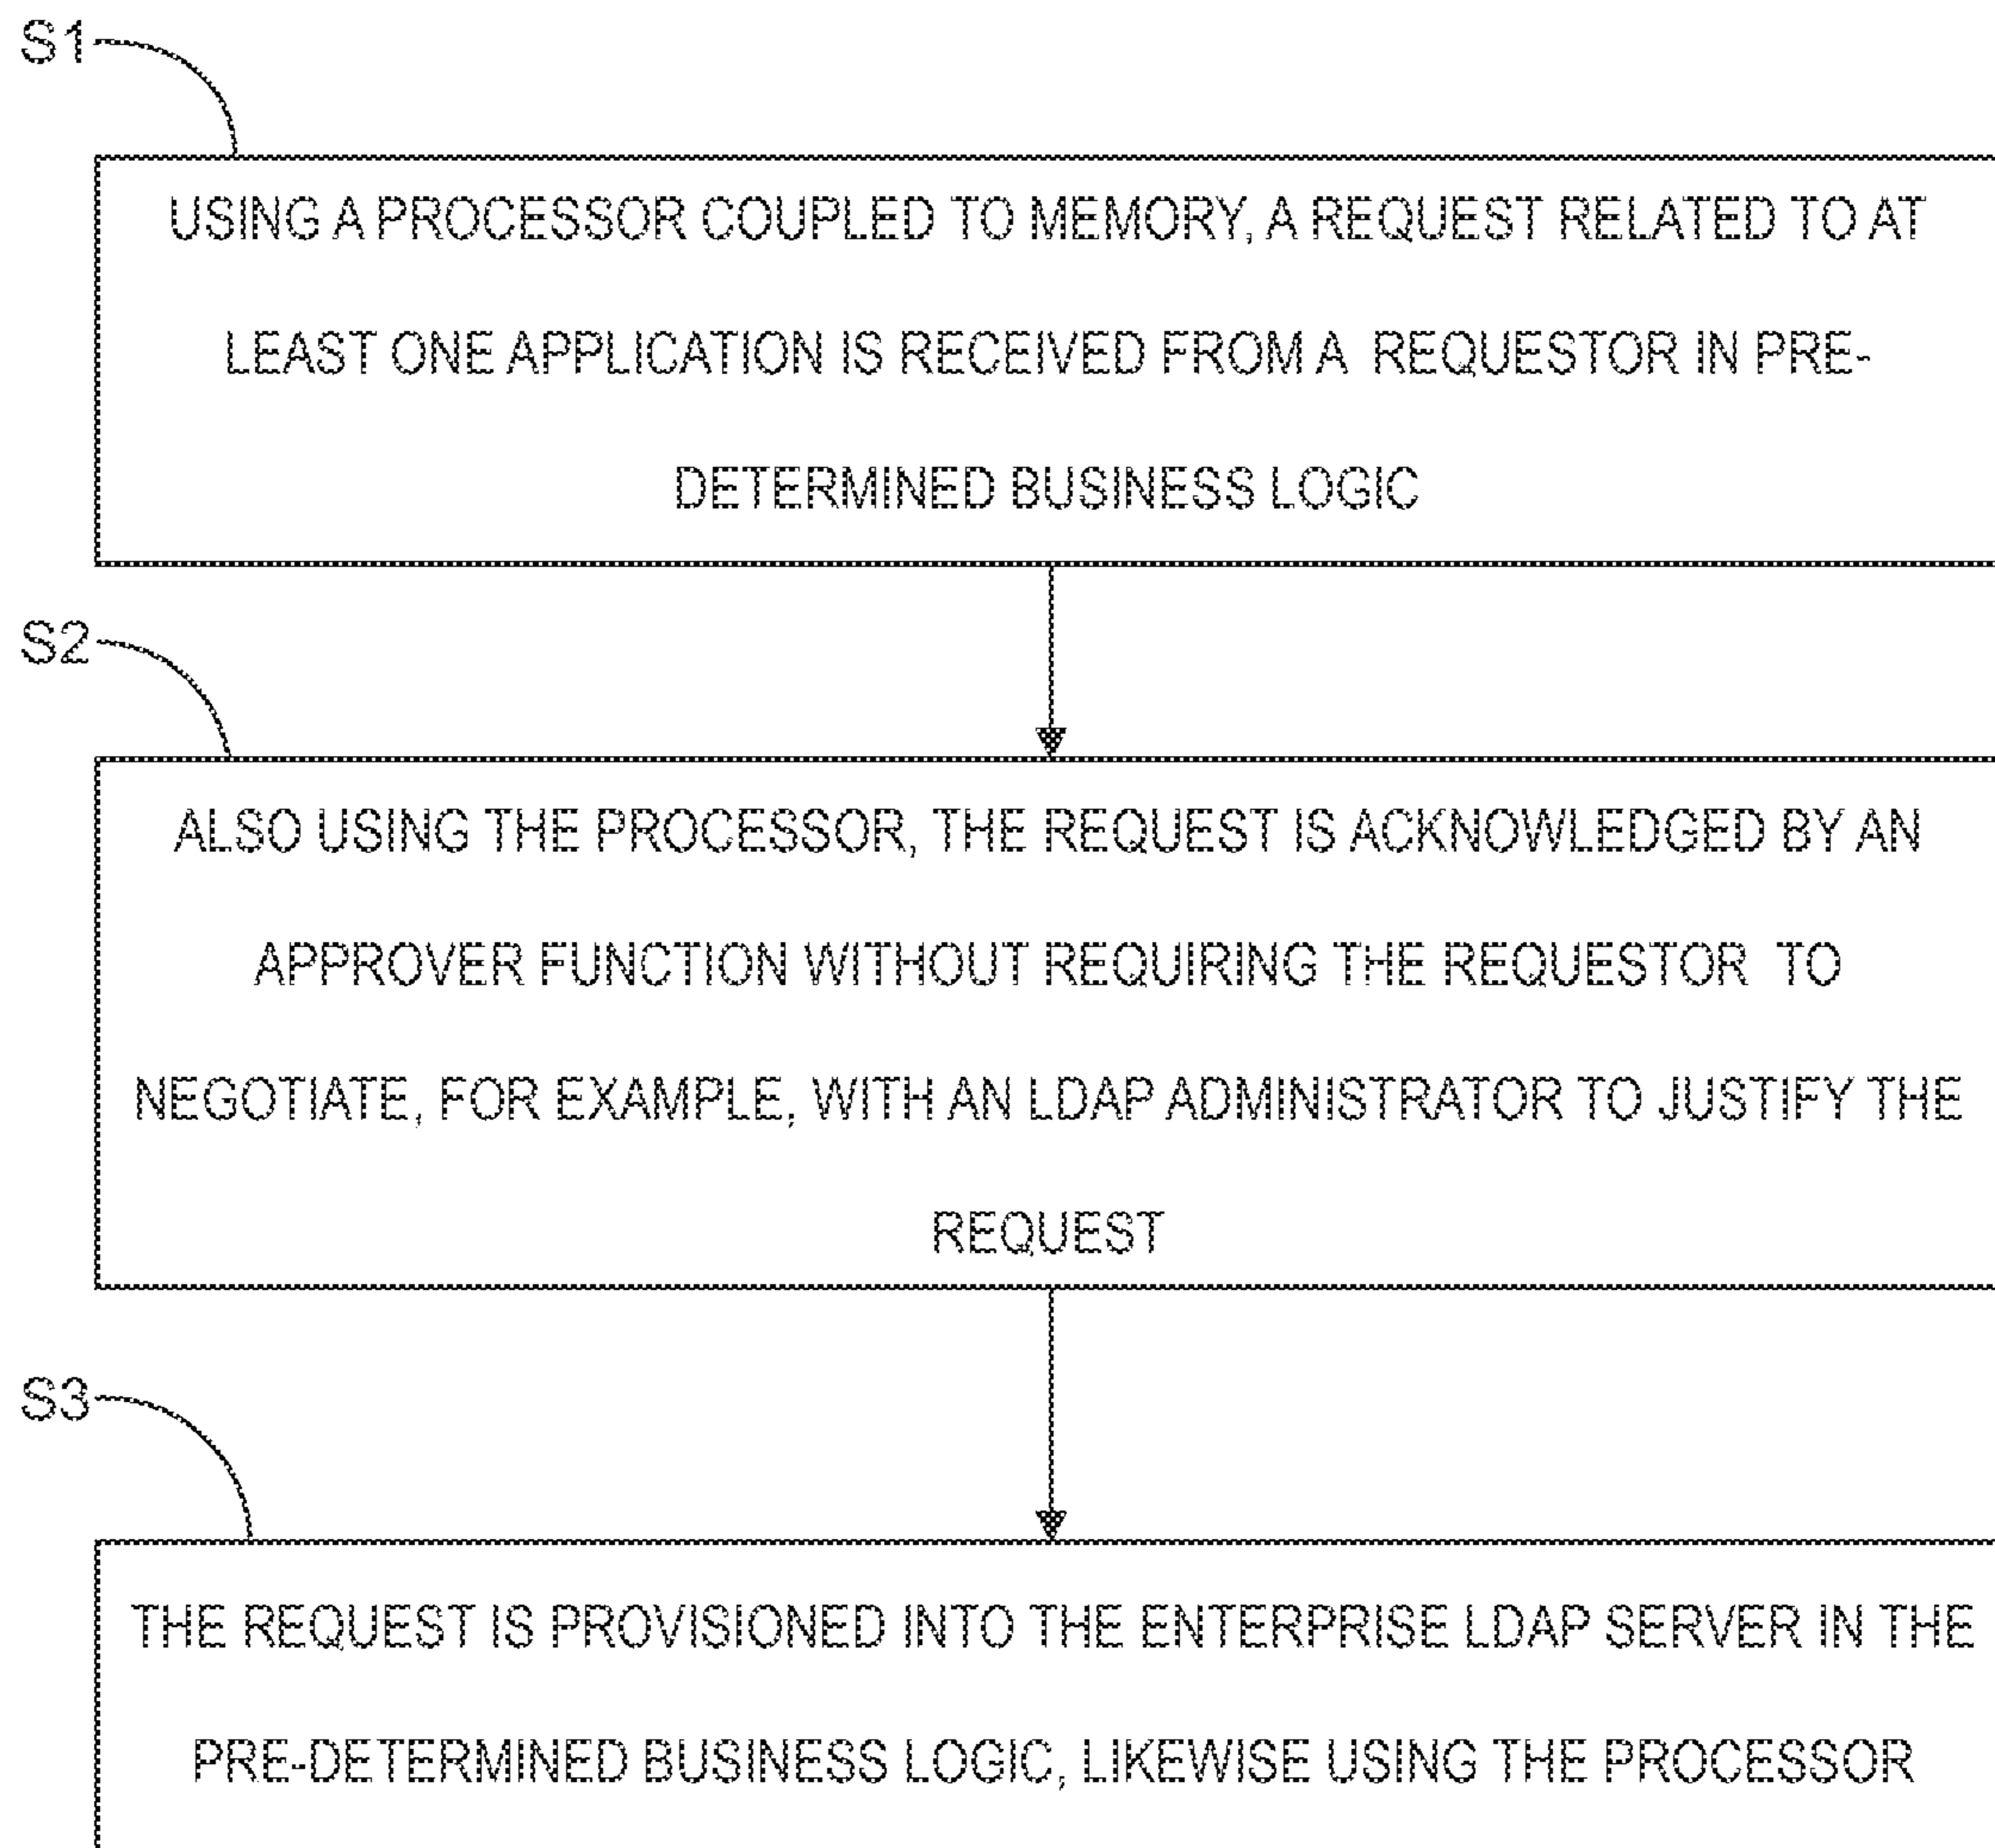 S1
USING A PROCESSOR COUPLED TO MEMORY, A REQUEST RELATED TO AT
LEAST ONE APPLICATION IS RECEIVED FROM A REQUESTOR IN PRE-
DETERMINED BUSINESS LOGIC
S2
ALSO USING THE PROCESSOR, THE REQUEST IS ACKNOWLEDGED BY AN
APPROVER FUNCTION WITHOUT REQUIRING THE REQUESTOR TO
NEGOTIATE, FOR EXAMPLE, WITH AN LDAP ADMINISTRATOR TO JUSTIFY THE
REQUEST
S3
THE REQUEST IS PROVISIONED INTO THE ENTERPRISE LDAP SERVER IN THE
PRE-DETERMINED BUSINESS LOGIC, LIKEWISE USING THE PROCESSOR